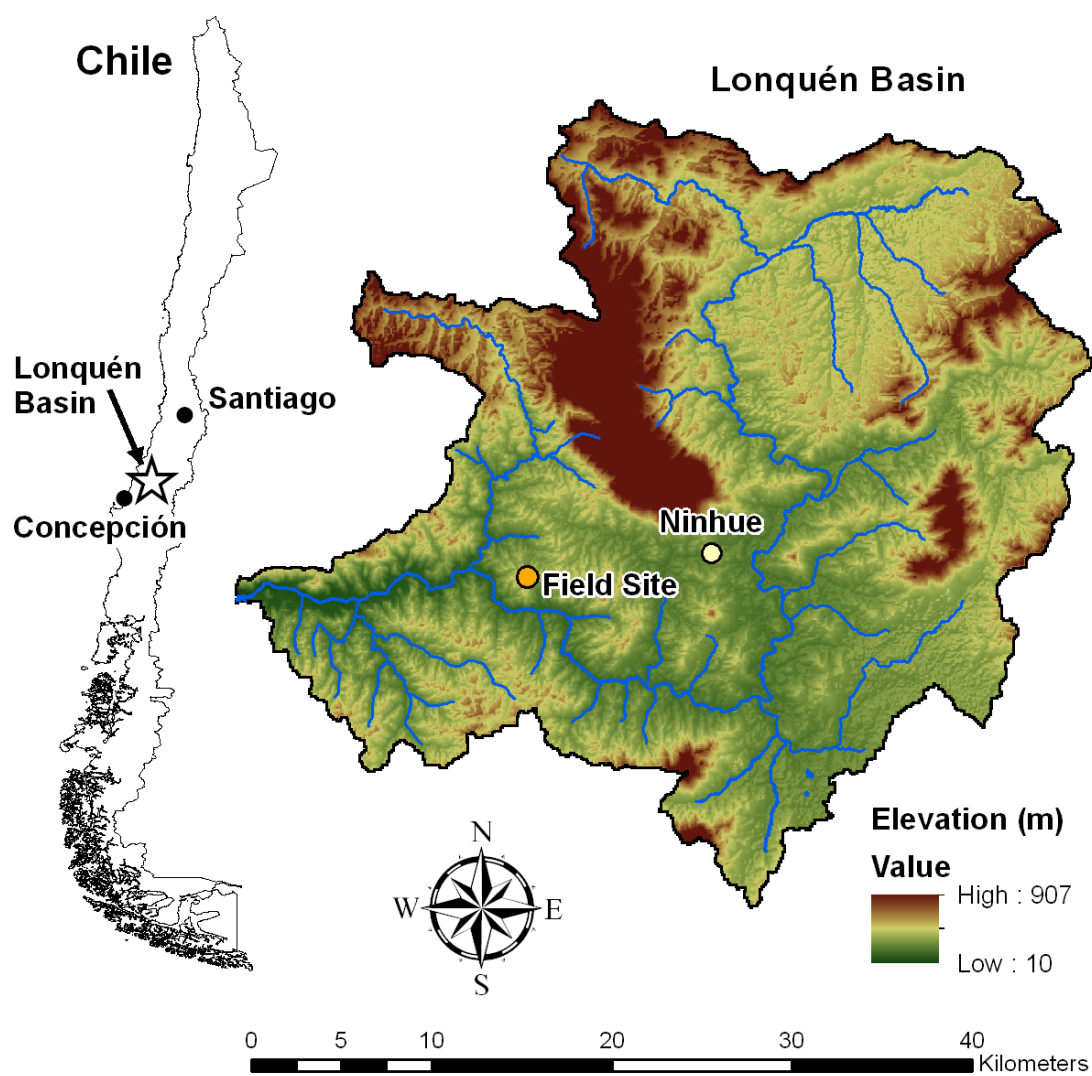 Chile
Lonquén Basin
Lonquén
Basin
Santiago
Concepción
Ninhue
Field Site
N
W
E
S
Elevation (m)
Value
High : 907
Low : 10
0 5 10 20 30 40
Kilometers